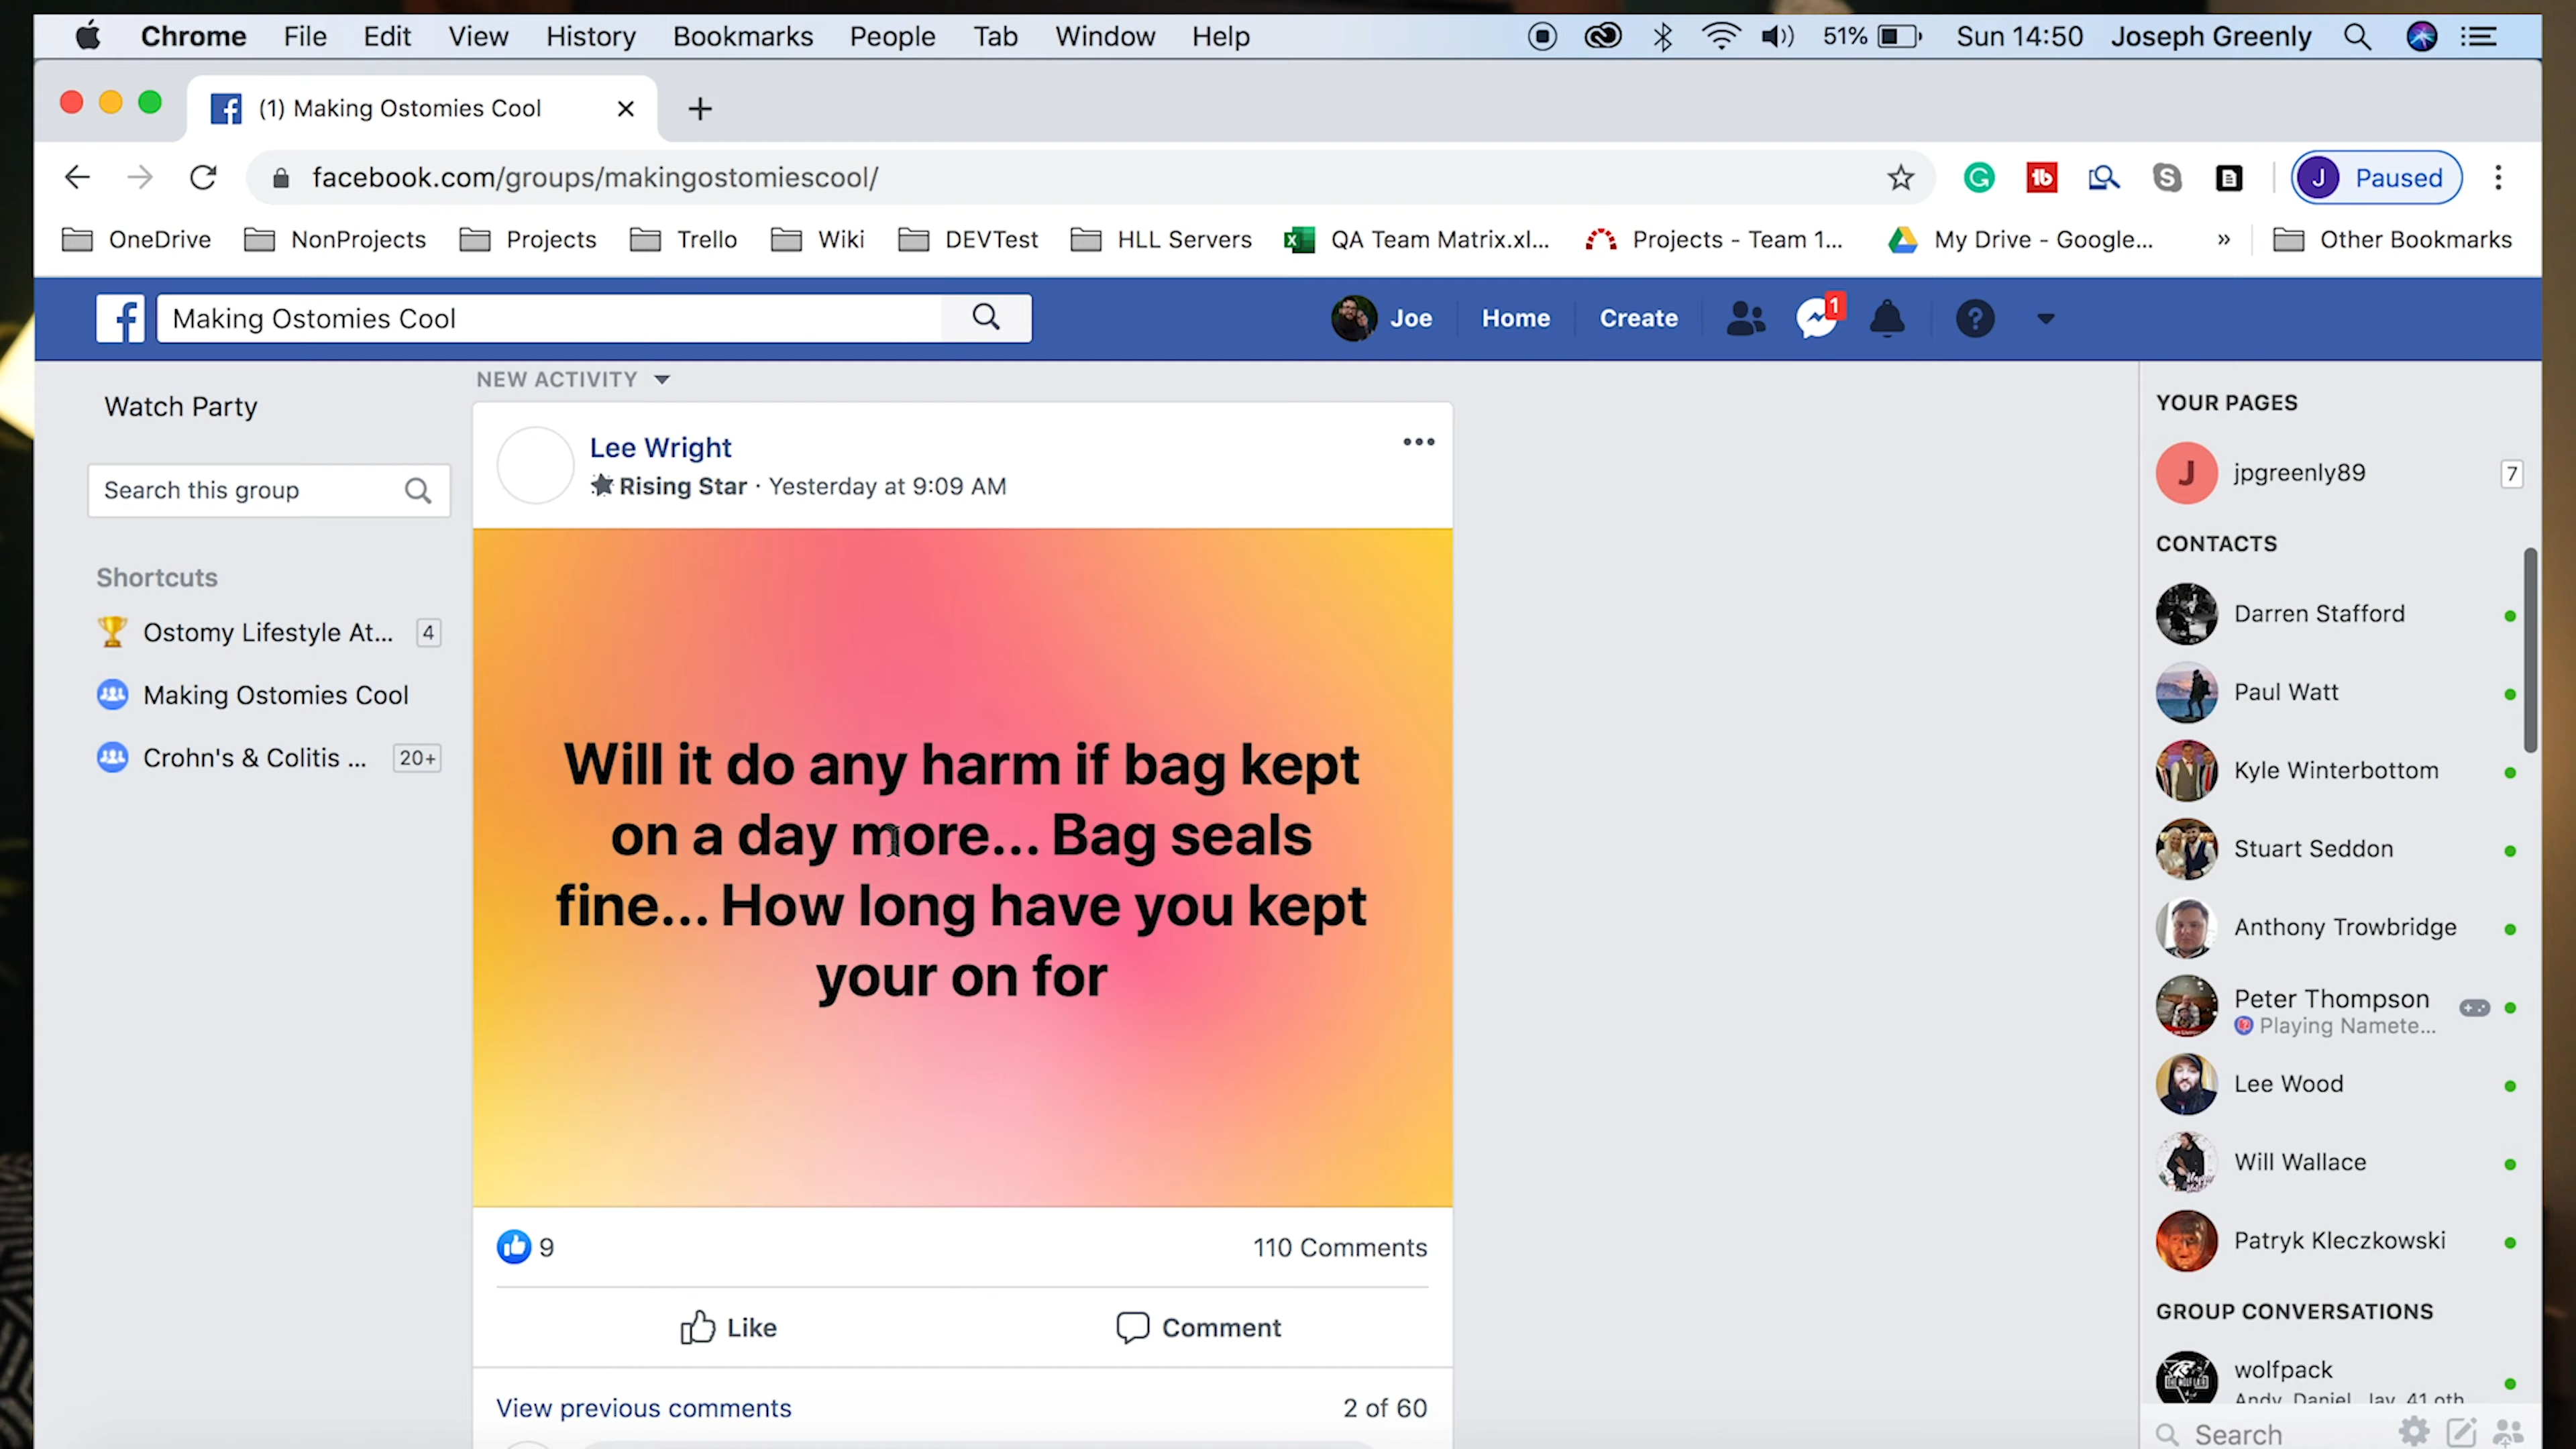 Chrome File Edit View History Bookmarks People Tab Window Help 51% Sun 14:50 Joseph Greenly
(1) Making Ostomies Cool
facebook.com/groups/makingostomiescool/ J Paused
OneDrive NonProjects Projects Trello Wiki DEVTest HLL Servers QA Team Matrix.xl... Projects - Team 1... My Drive - Google... » Other Bookmarks
Making Ostomies Cool Joe Home Create 1
Watch Party
Search this group
Shortcuts
Ostomy Lifestyle At... 4
Making Ostomies Cool
Crohn's & Colitis ... 20+
NEW ACTIVITY
Lee Wright
Rising Star · Yesterday at 9:09 AM
Will it do any harm if bag kept
on a day more... Bag seals
fine... How long have you kept
your on for
9 110 Comments
Like Comment
View previous comments 2 of 60
YOUR PAGES
J jpgreenly89 7
CONTACTS
Darren Stafford
Paul Watt
Kyle Winterbottom
Stuart Seddon
Anthony Trowbridge
Peter Thompson
Playing Namete...
Lee Wood
Will Wallace
Patryk Kleczkowski
GROUP CONVERSATIONS
wolfpack
Andy, Daniel, Jay, 41 oth
Search